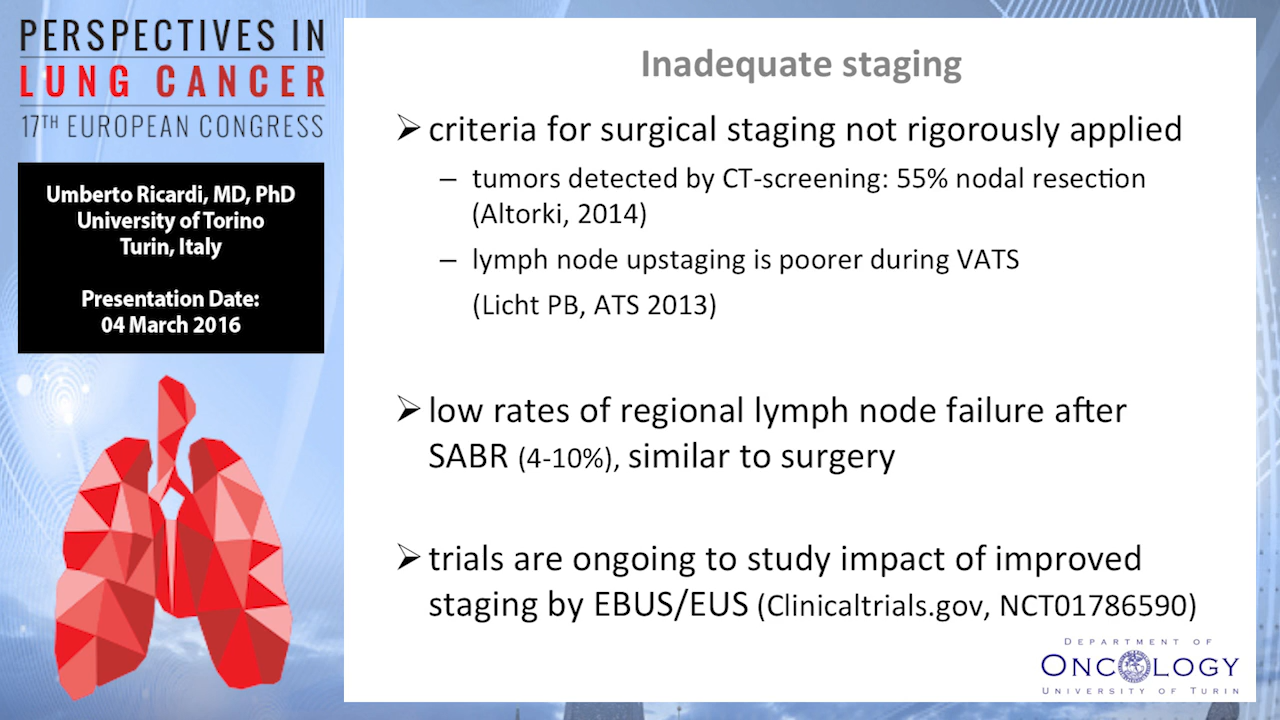 PERSPECTIVES IN
LUNG CANCER
17TH EUROPEAN CONGRESS
Umberto Ricardi, MD, PhD
University of Torino
Turin, Italy
Presentation Date:
04 March 2016
Inadequate staging
➢ criteria for surgical staging not rigorously applied
– tumors detected by CT-screening: 55% nodal resection
(Altorki, 2014)
– lymph node upstaging is poorer during VATS
(Licht PB, ATS 2013)
➢ low rates of regional lymph node failure after
SABR (4-10%), similar to surgery
➢ trials are ongoing to study impact of improved
staging by EBUS/EUS (Clinicaltrials.gov, NCT01786590)
DEPARTMENT OF
ONCOLOGY
UNIVERSITY OF TURIN